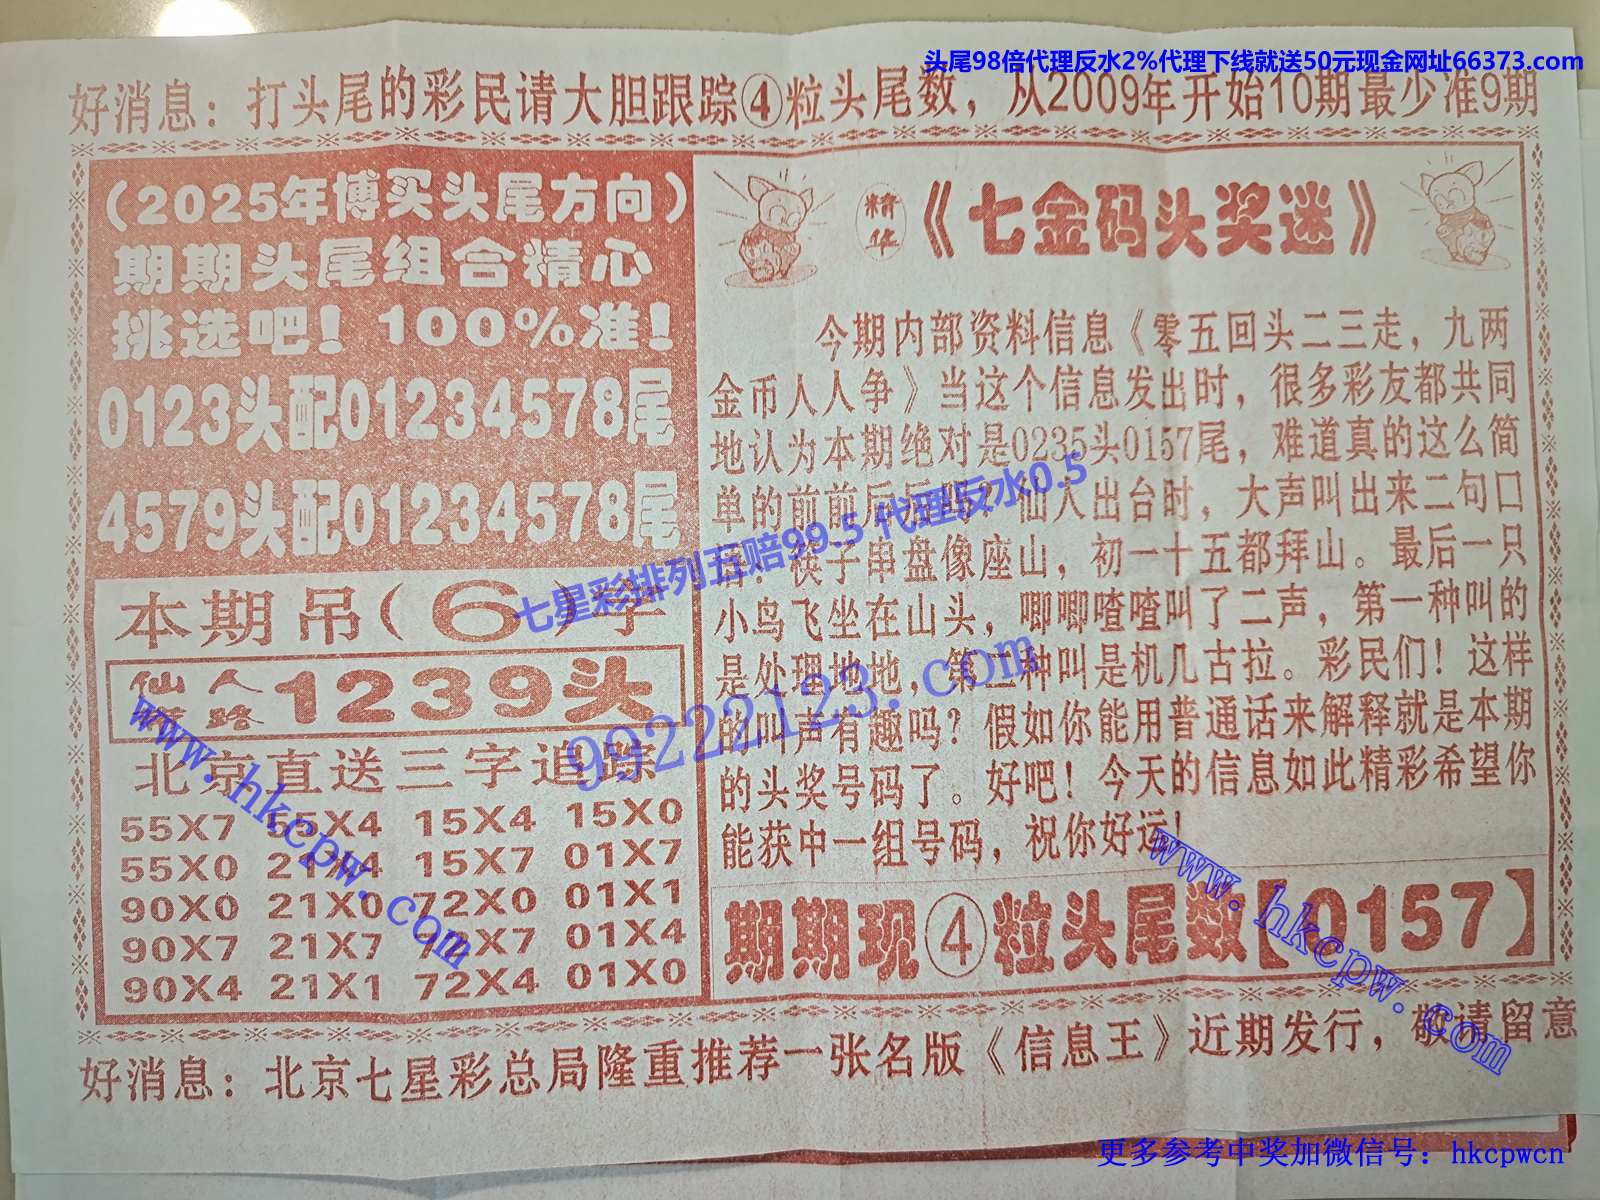 头尾98倍代理反水2%代理下线就送50元现金网址66373.com
好消息：打头尾的彩民请大胆跟踪④粒头尾数，从2009年开始10期最少准9期
（2025年博买头尾方向）
期期头尾组合精心
挑选吧！100%准！
0123头配01234578尾
4579头配01234578尾
本期吊（6）字
仙人 路 1239头
北京直送三字追踪
55X7 55X4 15X4 15X0
55X0 21X4 15X7 01X7
90X0 21X0 72X0 01X1
90X7 21X7 72X7 01X4
90X4 21X1 72X4 01X0
精华《七金码头奖迷》
今期内部资料信息《零五回头二三走，九两
金币人人争》当这个信息发出时，很多彩友都共同
地认为本期绝对是0235头0157尾，难道真的这么简
单的前前后后吗？仙人出台时，大声叫出来二句口
：筷子串盘像座山，初一十五都拜山。最后一只
小鸟飞坐在山头，唧唧喳喳叫了二声，第一种叫的
是处理地地，第二种叫是机几古拉。彩民们！这样
的叫声有趣吗？假如你能用普通话来解释就是本期
的头奖号码了。好吧！今天的信息如此精彩希望你
能获中一组号码，祝你好运！
期期现④粒头尾数【0157】
七星彩排列五赔99.5 代理反水0.5
99222123.com
www.hkcpw.com
www.hkcpw.com
好消息：北京七星彩总局隆重推荐一张名版《信息王》近期发行，敬请留意
更多参考中奖加微信号：hkcpwcn